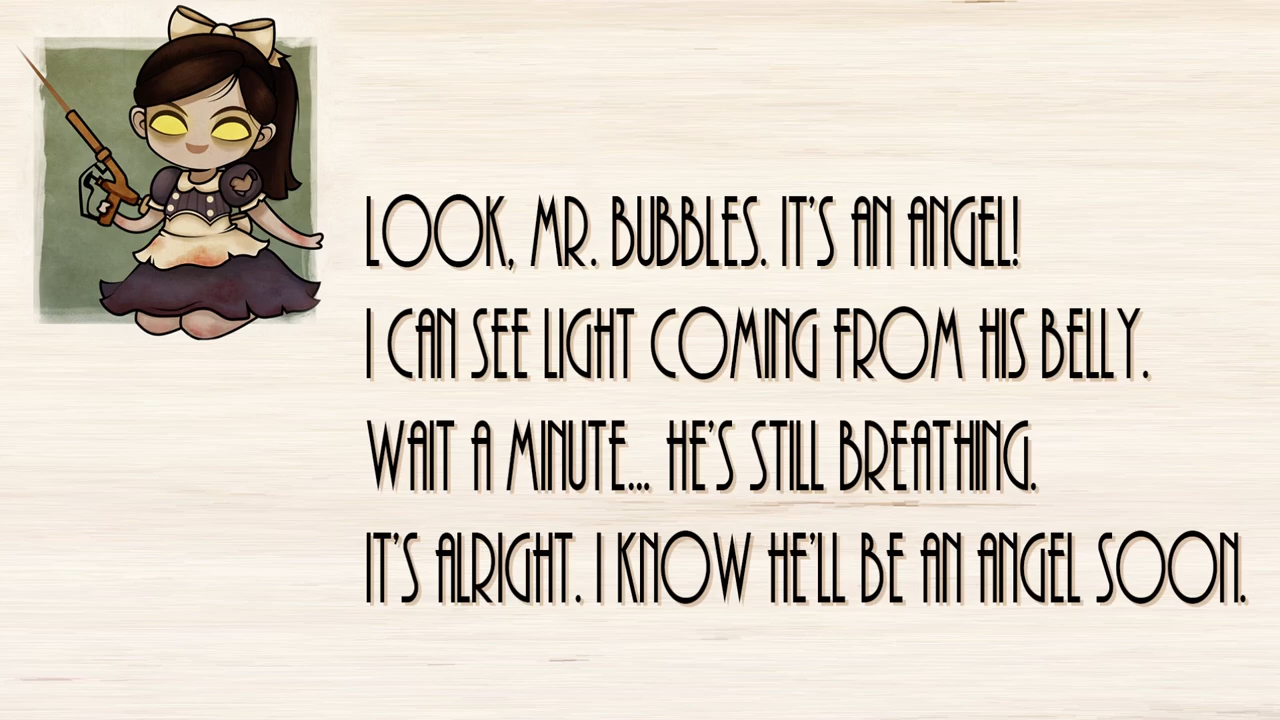 LOOK, MR. BUBBLES. IT'S AN ANGEL!
I CAN SEE LIGHT COMING FROM HIS BELLY.
WAIT A MINUTE... HE'S STILL BREATHING.
IT'S ALRIGHT. I KNOW HE'LL BE AN ANGEL SOON.